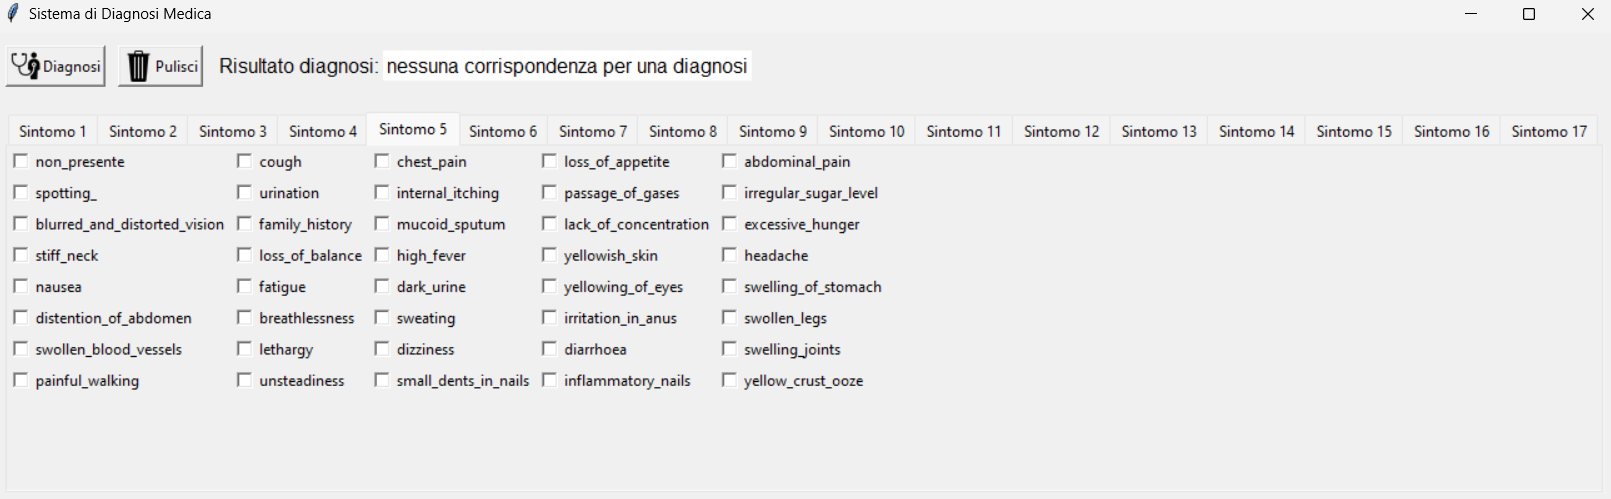 Sistema di Diagnosi Medica
Diagnosi Pulisci Risultato diagnosi: nessuna corrispondenza per una diagnosi
Sintomo 1 Sintomo 2 Sintomo 3 Sintomo 4 Sintomo 5 Sintomo 6 Sintomo 7 Sintomo 8 Sintomo 9 Sintomo 10 Sintomo 11 Sintomo 12 Sintomo 13 Sintomo 14 Sintomo 15 Sintomo 16 Sintomo 17
non_presente cough chest_pain loss_of_appetite abdominal_pain
spotting_ urination internal_itching passage_of_gases irregular_sugar_level
blurred_and_distorted_vision family_history mucoid_sputum lack_of_concentration excessive_hunger
stiff_neck loss_of_balance high_fever yellowish_skin headache
nausea fatigue dark_urine yellowing_of_eyes swelling_of_stomach
distention_of_abdomen breathlessness sweating irritation_in_anus swollen_legs
swollen_blood_vessels lethargy dizziness diarrhoea swelling_joints
painful_walking unsteadiness small_dents_in_nails inflammatory_nails yellow_crust_ooze